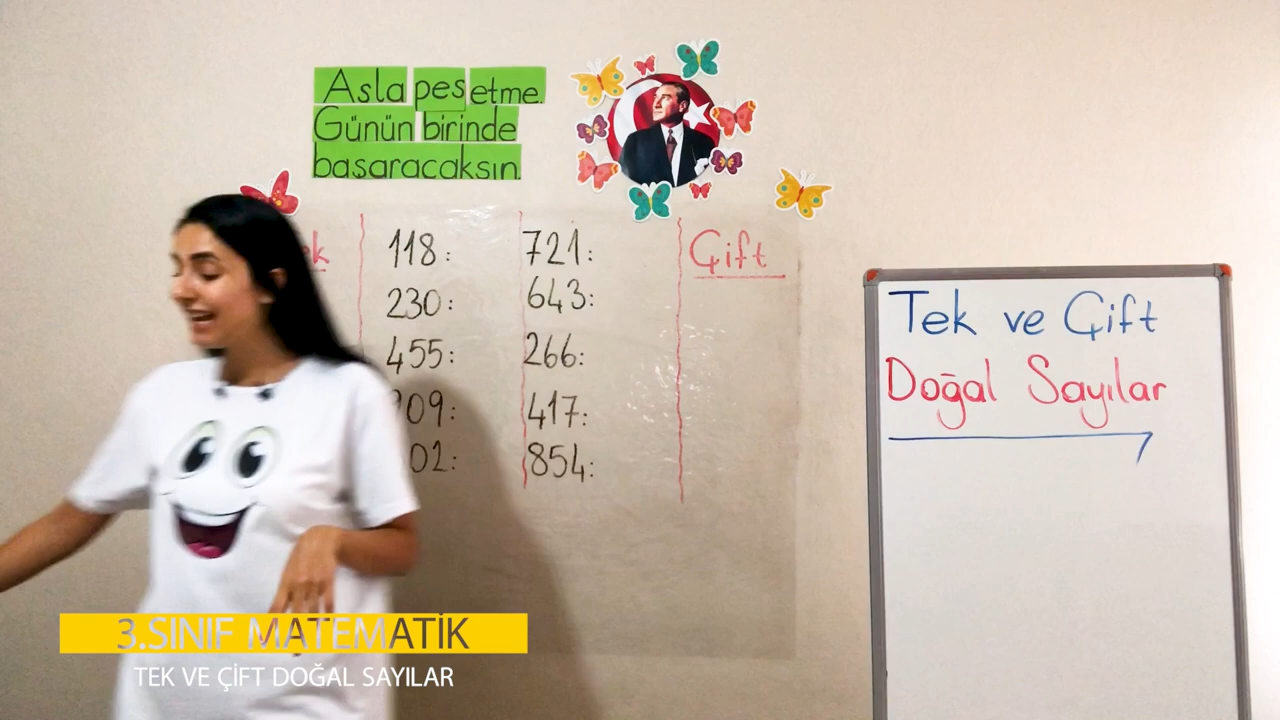 Asla pes etme.
Günün birinde
başaracaksın.
118:
230:
455:
721:
643:
266:
417:
854:
Çift
Tek ve Çift
Doğal Sayılar
3.SINIF MATEMATİK
TEK VE ÇİFT DOĞAL SAYILAR